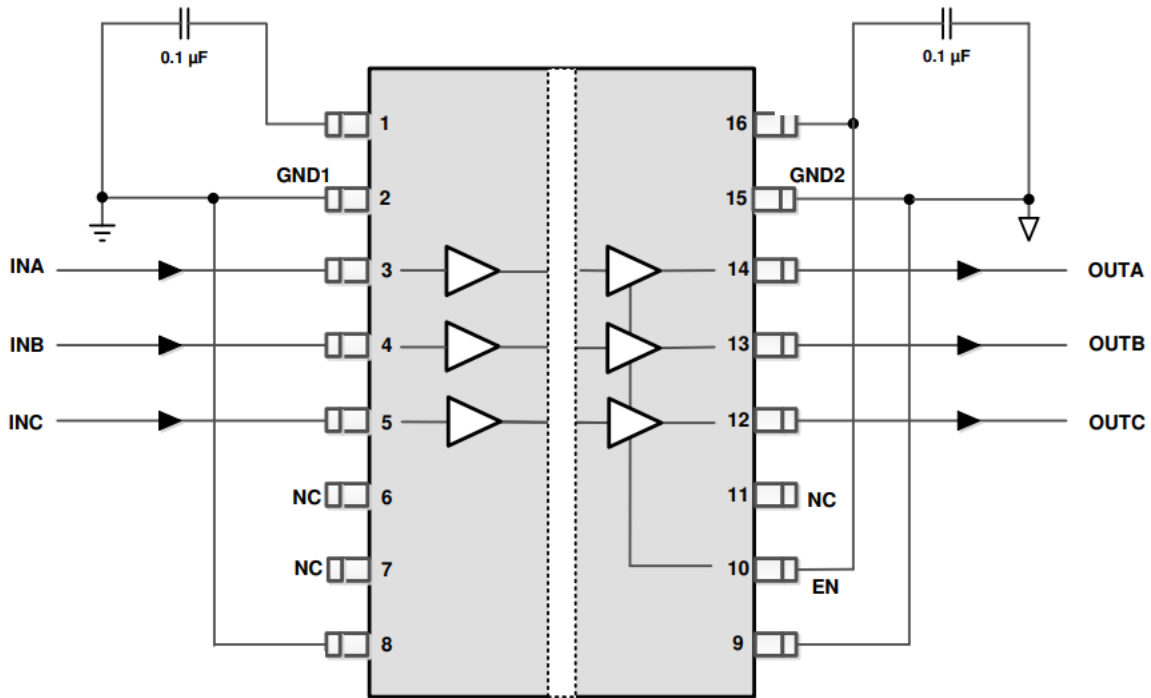 0.1 µF
0.1 µF
1
16
GND1
GND2
2
15
INA
3
14
OUTA
INB
4
13
OUTB
INC
5
12
OUTC
NC
6
11
NC
NC
7
10
EN
8
9